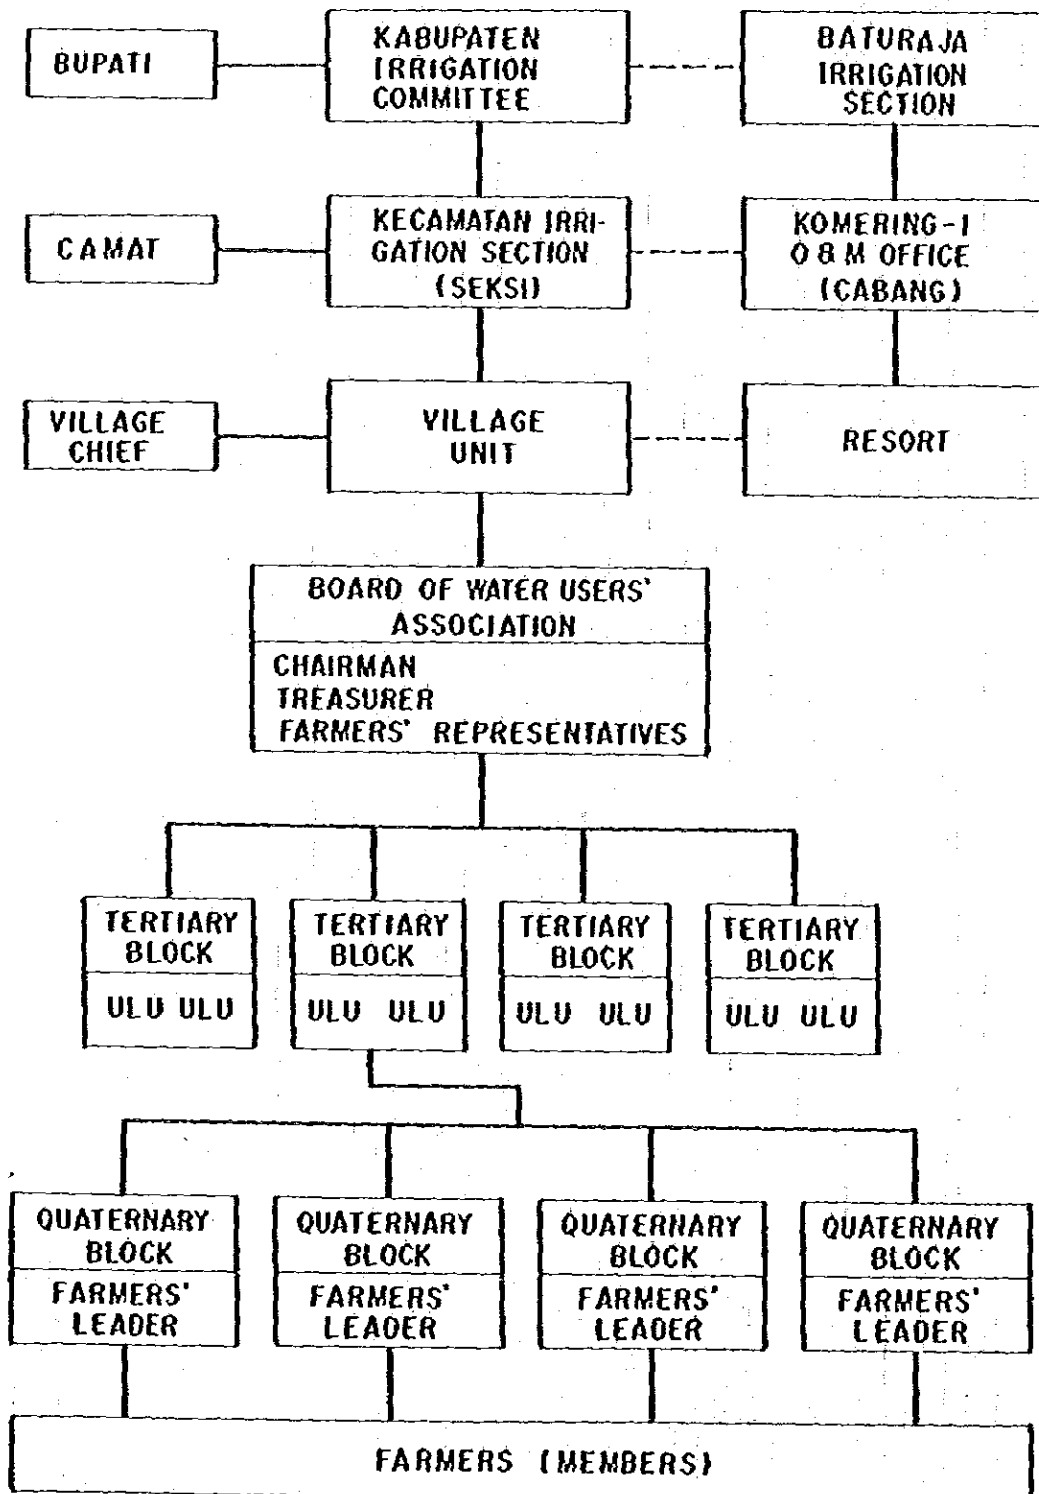 BUPATI
KABUPATEN
IRRIGATION
COMMITTEE
BATURAJA
IRRIGATION
SECTION
CAMAT
KECAMATAN IRRI-
GATION SECTION
(SEKSI)
KOMERING-1
O & M OFFICE
(CABANG)
VILLAGE
CHIEF
VILLAGE
UNIT
RESORT
BOARD OF WATER USERS'
ASSOCIATION
CHAIRMAN
TREASURER
FARMERS' REPRESENTATIVES
TERTIARY
BLOCK
ULU ULU
TERTIARY
BLOCK
ULU ULU
TERTIARY
BLOCK
ULU ULU
TERTIARY
BLOCK
ULU ULU
QUATERNARY
BLOCK
FARMERS'
LEADER
QUATERNARY
BLOCK
FARMERS'
LEADER
QUATERNARY
BLOCK
FARMERS'
LEADER
QUATERNARY
BLOCK
FARMERS'
LEADER
FARMERS (MEMBERS)